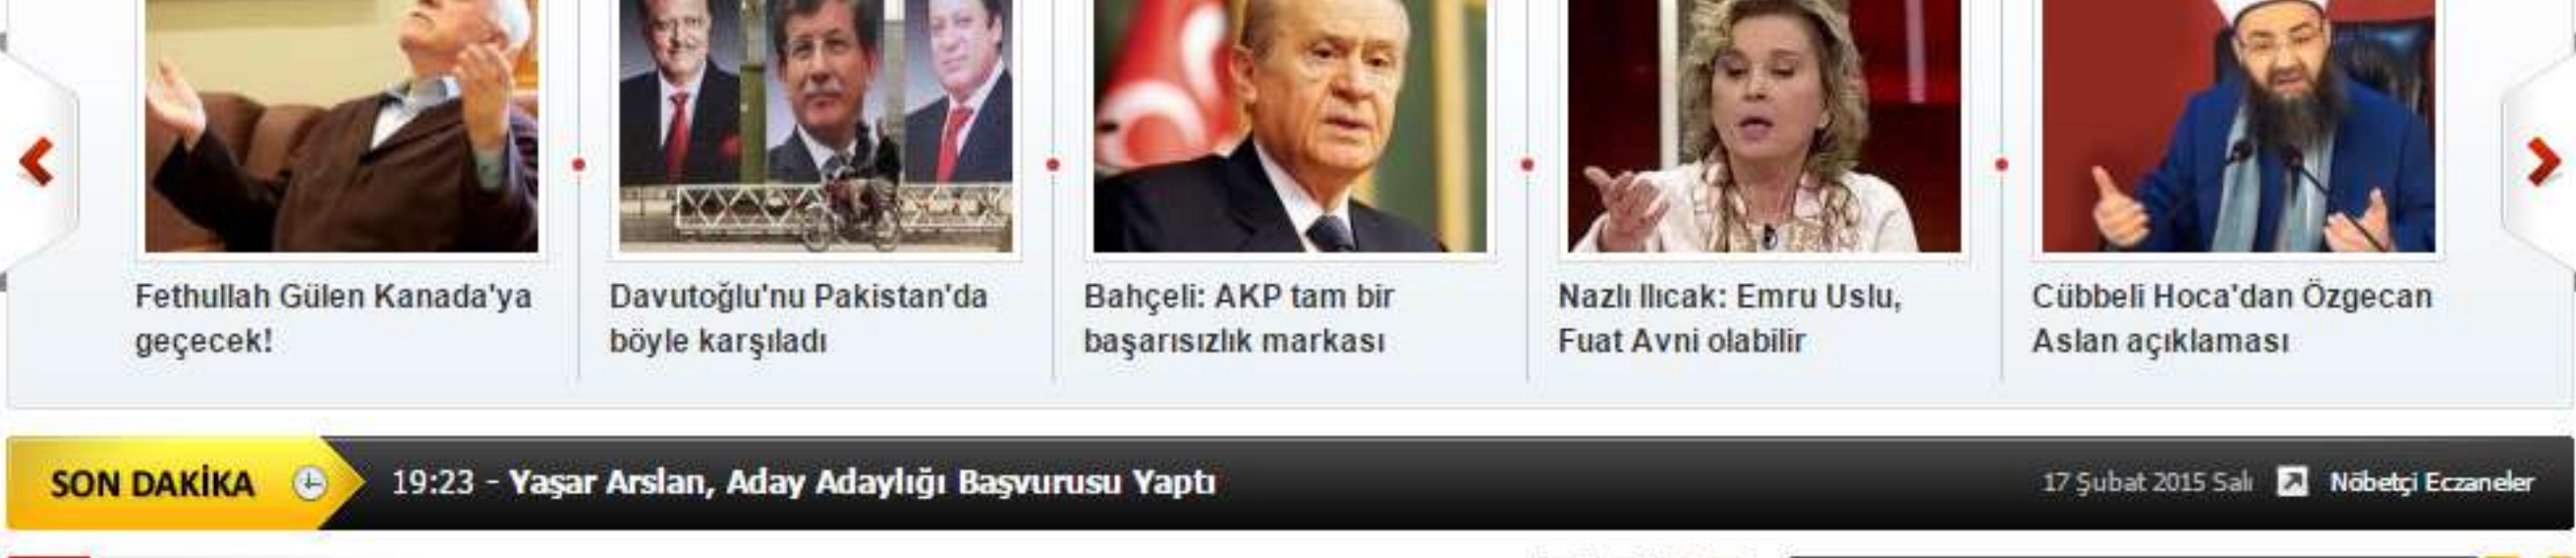 Fethullah Gülen Kanada'ya
geçecek!
Davutoğlu'nu Pakistan'da
böyle karşıladı
Bahçeli: AKP tam bir
başarısızlık markası
Nazlı Ilıcak: Emru Uslu,
Fuat Avni olabilir
Cübbeli Hoca'dan Özgecan
Aslan açıklaması
SON DAKİKA 19:23 - Yaşar Arslan, Aday Adaylığı Başvurusu Yaptı 17 Şubat 2015 Salı Nöbetçi Eczaneler